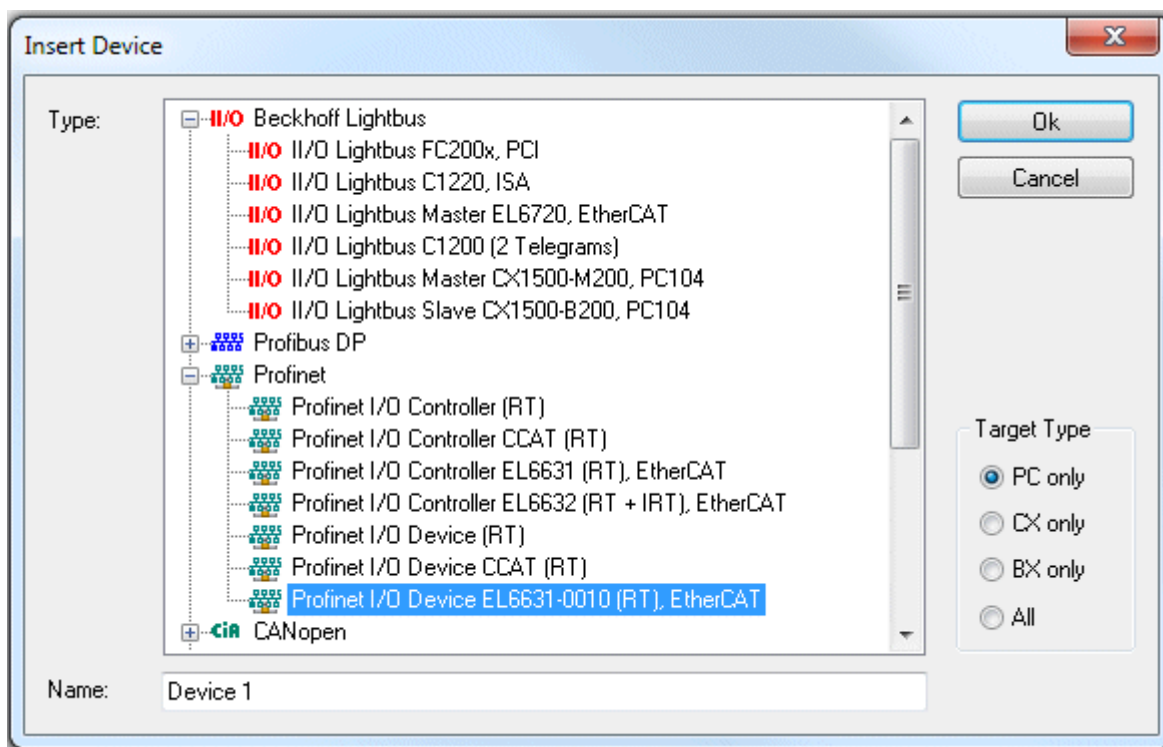 Insert Device
Type:
II/O Beckhoff Lightbus
II/O II/O Lightbus FC200x, PCI
II/O II/O Lightbus C1220, ISA
II/O II/O Lightbus Master EL6720, EtherCAT
II/O II/O Lightbus C1200 (2 Telegrams)
II/O II/O Lightbus Master CX1500-M200, PC104
II/O II/O Lightbus Slave CX1500-B200, PC104
Profibus DP
Profinet
Profinet I/O Controller (RT)
Profinet I/O Controller CCAT (RT)
Profinet I/O Controller EL6631 (RT), EtherCAT
Profinet I/O Controller EL6632 (RT + IRT), EtherCAT
Profinet I/O Device (RT)
Profinet I/O Device CCAT (RT)
Profinet I/O Device EL6631-0010 (RT), EtherCAT
CiA CANopen
Ok
Cancel
Target Type
PC only
CX only
BX only
All
Name:
Device 1